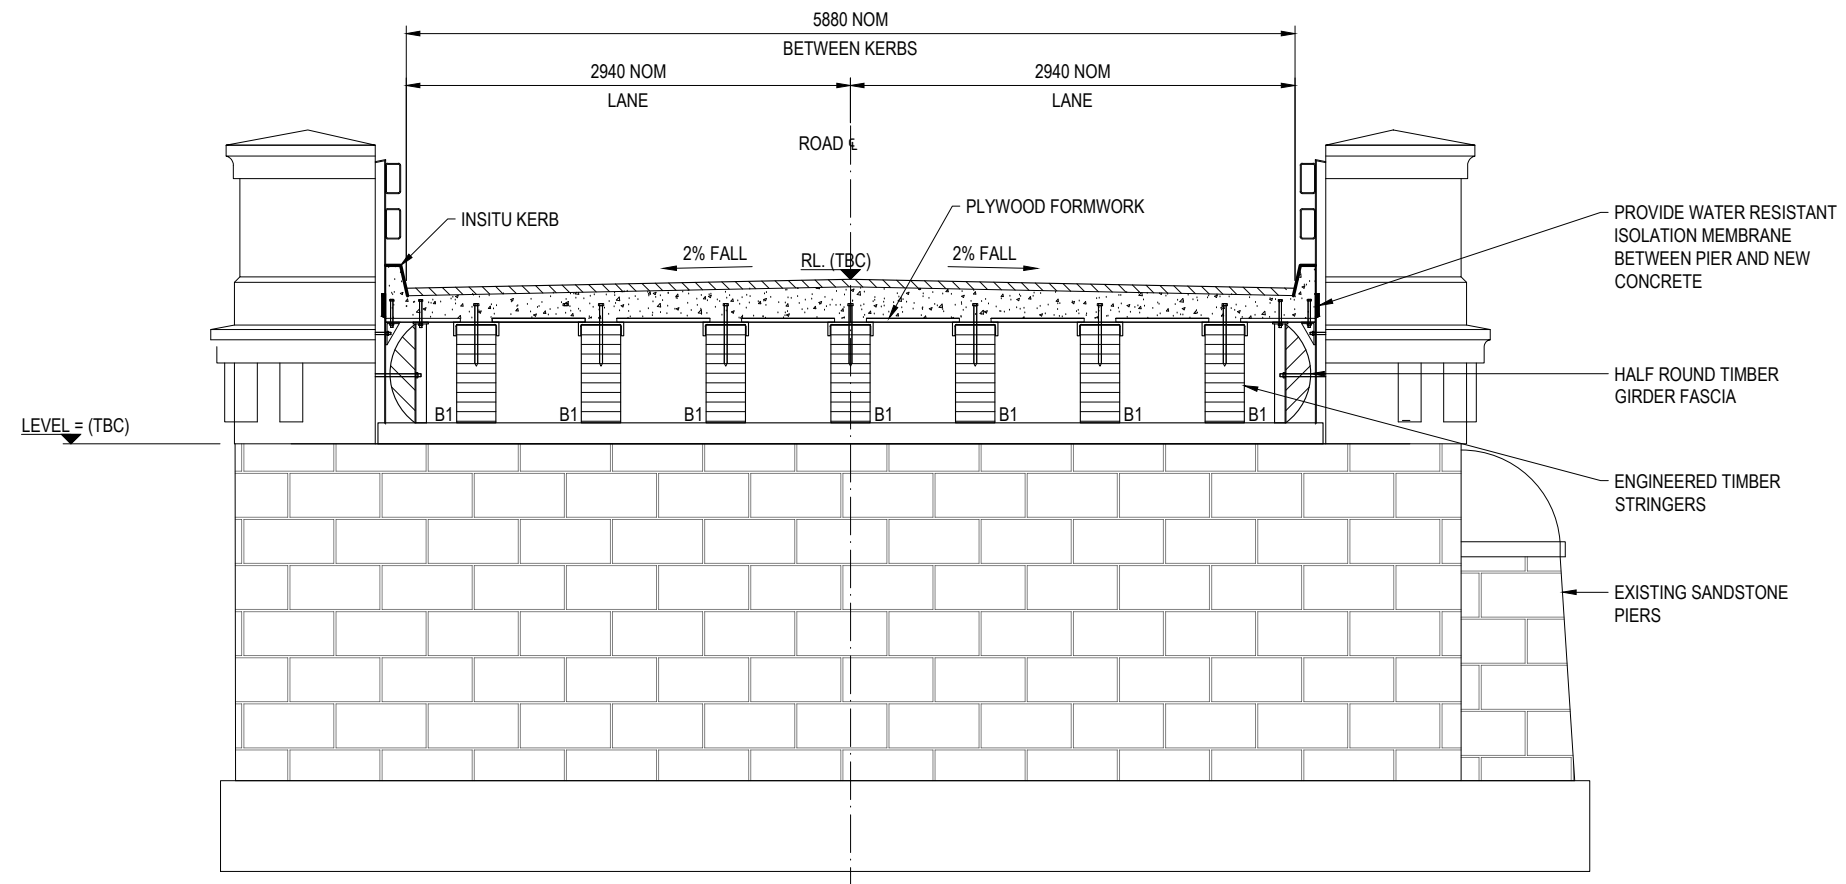 5880 NOM
BETWEEN KERBS
2940 NOM
LANE
2940 NOM
LANE
ROAD ℄
INSITU KERB
PLYWOOD FORMWORK
2% FALL
RL. (TBC)
2% FALL
PROVIDE WATER RESISTANT
ISOLATION MEMBRANE
BETWEEN PIER AND NEW
CONCRETE
HALF ROUND TIMBER
GIRDER FASCIA
B1
B1
B1
B1
B1
B1
B1
LEVEL = (TBC)
ENGINEERED TIMBER
STRINGERS
EXISTING SANDSTONE
PIERS